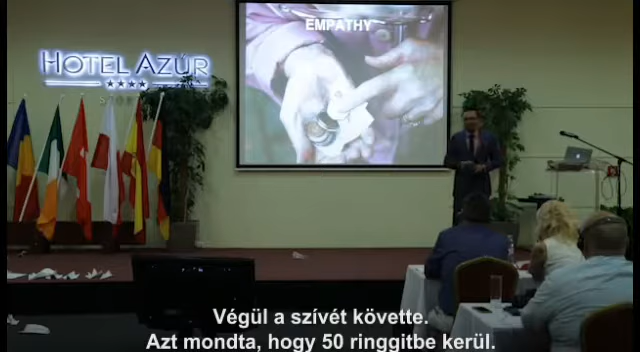 EMPATHY
HOTEL AZÚR
Végül a szívét követte.
Azt mondta, hogy 50 ringgitbe kerül.